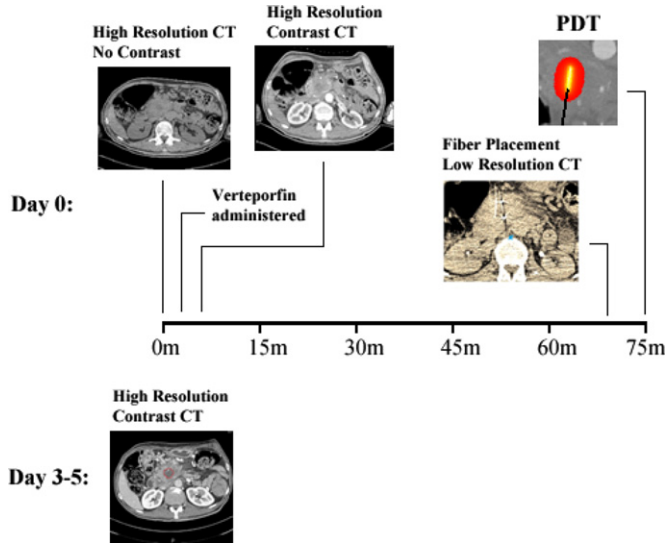 High Resolution CT
No Contrast
High Resolution
Contrast CT
PDT
Fiber Placement
Low Resolution CT
Day 0:
Verteporfin
administered
0m
15m
30m
45m
60m
75m
High Resolution
Contrast CT
Day 3-5: